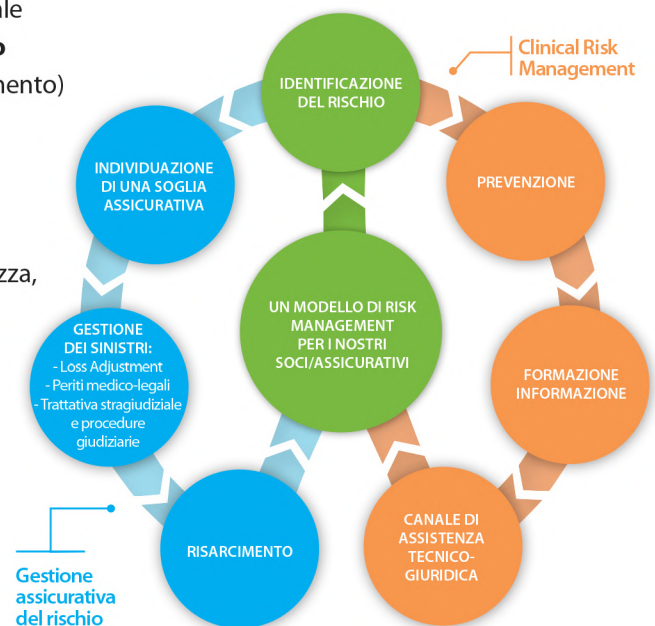 ale
o
nento)
zza,
Clinical Risk
Management
IDENTIFICAZIONE
DEL RISCHIO
INDIVIDUAZIONE
DI UNA SOGLIA
ASSICURATIVA
PREVENZIONE
UN MODELLO DI RISK
MANAGEMENT
PER I NOSTRI
SOCI/ASSICURATIVI
GESTIONE
DEI SINISTRI:
- Loss Adjustment
- Periti medico-legali
- Trattativa stragiudiziale
e procedure
giudiziarie
FORMAZIONE
INFORMAZIONE
RISARCIMENTO
CANALE DI
ASSISTENZA
TECNICO-
GIURIDICA
Gestione
assicurativa
del rischio